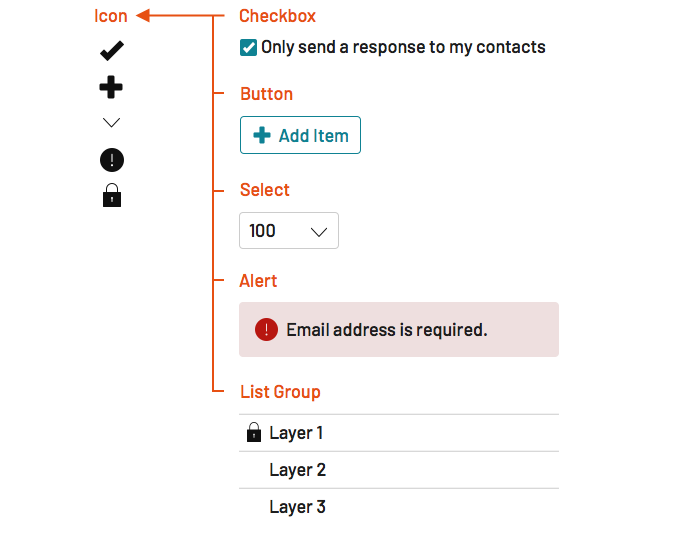 Icon
Checkbox
Only send a response to my contacts
Button
Add Item
Select
100
Alert
! Email address is required.
List Group
Layer 1
Layer 2
Layer 3